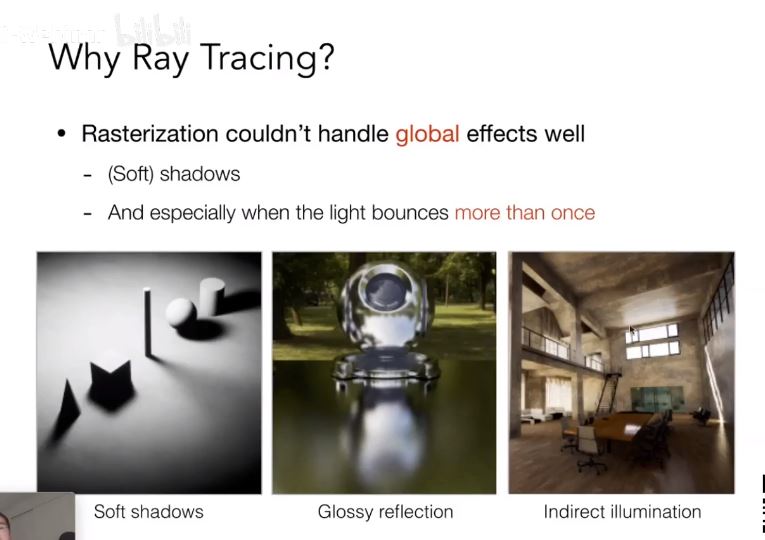 bilibili
Why Ray Tracing?
• Rasterization couldn't handle global effects well
- (Soft) shadows
- And especially when the light bounces more than once
Soft shadows
Glossy reflection
Indirect illumination